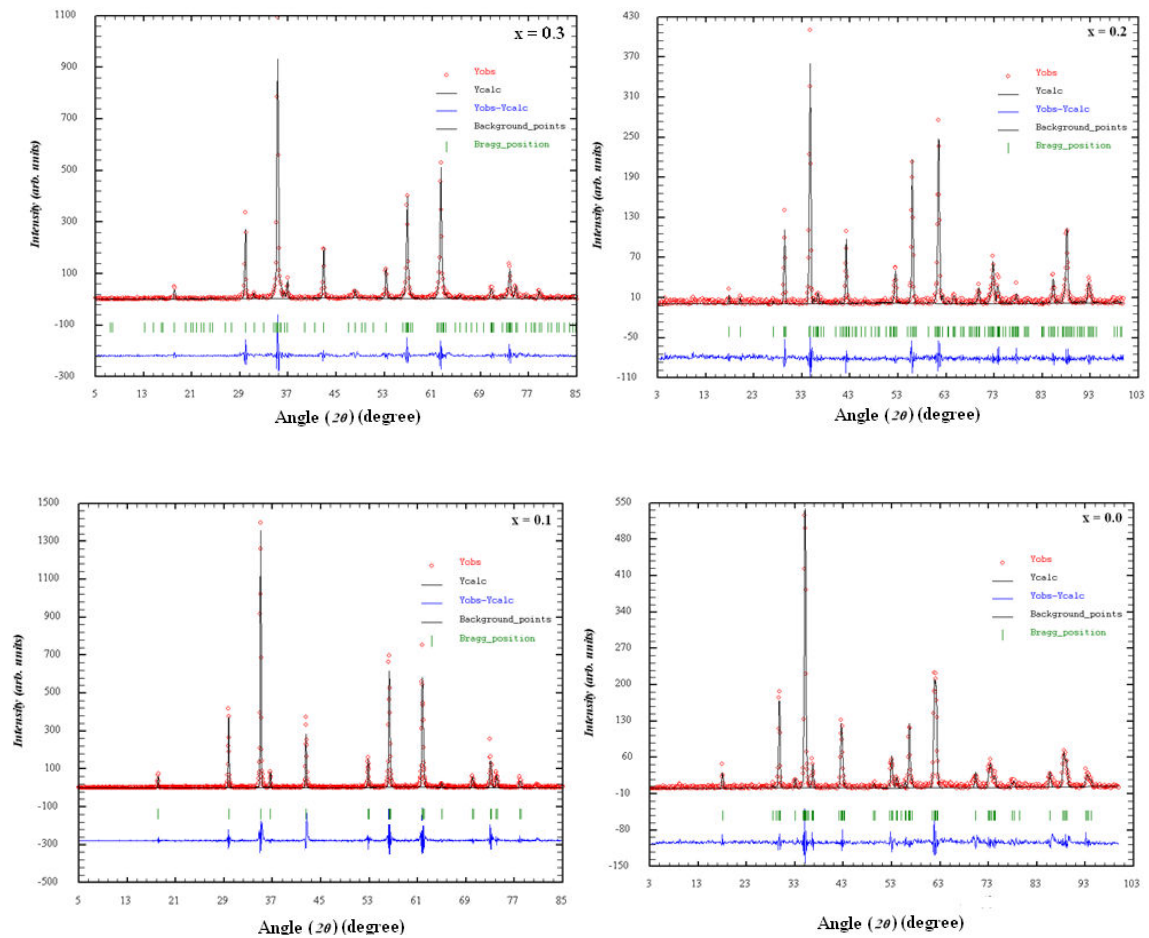 x = 0.3
1100
900
700
500
300
100
-100
-300
5 13 21 29 37 45 53 61 69 77 85
Intensity (arb. units)
Angle (2θ) (degree)
Yobs
Ycalc
Yobs-Ycalc
Background_points
Bragg_position
x = 0.2
430
370
310
250
190
130
70
10
-50
-110
3 13 23 33 43 53 63 73 83 93 103
Intensity (arb. units)
Angle (2θ) (degree)
Yobs
Ycalc
Yobs-Ycalc
Background_points
Bragg_position
x = 0.1
1500
1300
1100
900
700
500
300
100
-100
-300
-500
5 13 21 29 37 45 53 61 69 77 85
Intensity (arb. units)
Angle (2θ) (degree)
Yobs
Ycalc
Yobs-Ycalc
Background_points
Bragg_position
x = 0.0
550
480
410
340
270
200
130
60
-10
-80
-150
3 13 23 33 43 53 63 73 83 93 103
Intensity (arb. units)
Angle (2θ) (degree)
Yobs
Ycalc
Yobs-Ycalc
Background_points
Bragg_position